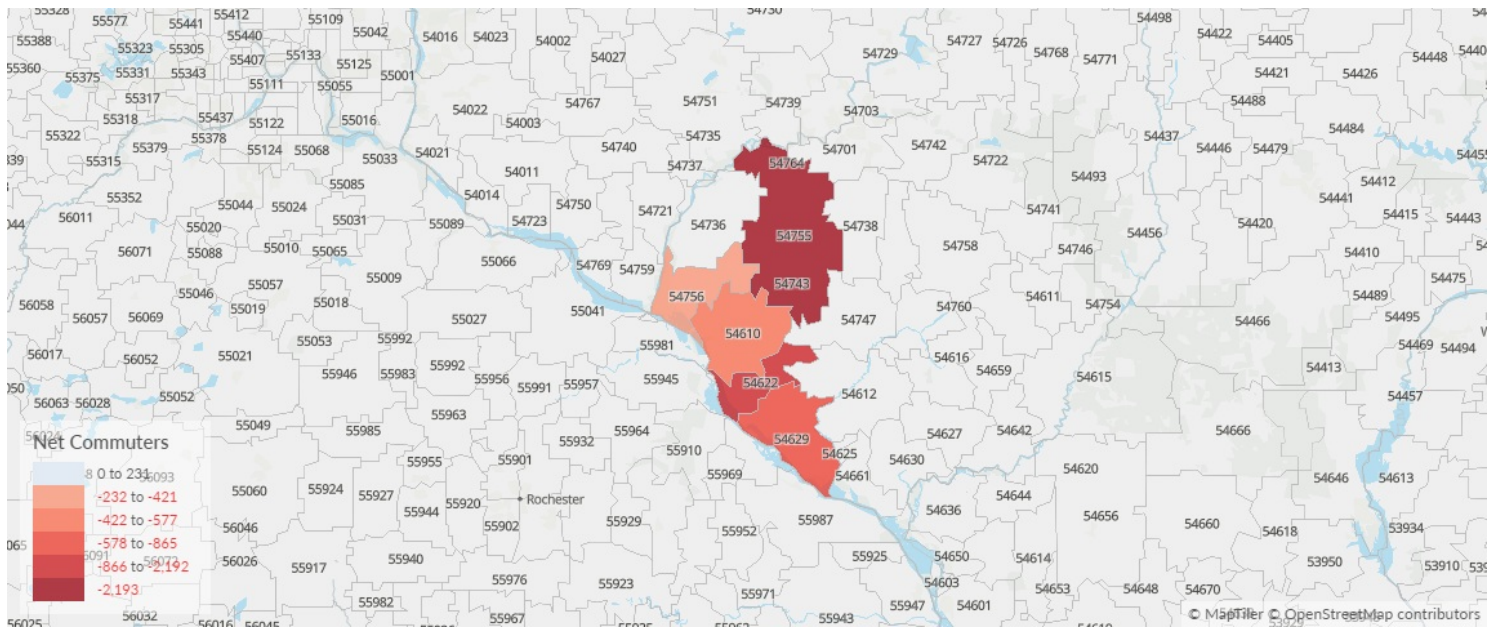 55328 55412 55109 54730 54498 54422
55577 55441 55440 55042 54016 54023 54002 54727 54726 54405
55388 55323 55305 55133 54027 54729 54768 54771 54448
55360 55375 55331 55343 55407 55125 55001 54421 54426
55111 55055 54767 54751 54739 54703 54488
55317 54022
55318 55437 55122 55016 54003 54735 54437 54484
55322 55379 55378 54740 54701 54742 54446 54479
55315 55124 55068 55033 54021 54737 54764 54722
54011 54493 54412
55352 55085 54014 54441
56011 55044 55024 54750 54721 54741 54415 54443
55031 55089 54723 54736 54738 54420
55020 54755 54456
56071 55088 55010 55065 54758 54746 54410
55066 54769 54759
55009 54475
55057 54743
55046 54756 54611 54489
56058 55019 55018 55041 54760 54754
56057 56069 55027 54747 54466 54495
55053 55992 54610
55981 54469 54494
56017 56052 55021 54616
55992 54413
55946 55983 55956 55991 55957 55945 54622 54659 54615
56063 56028 55052 54612 54457
55963
55049 55985 55932 55964 54629 54627 54642 54666
Net Commuters
55955 55901 55910 54625 54630
0 to 231
56093 55969 54661 54620 54646 54613
-232 to -421
55060 55924 55927 Rochester 54644
55944 55920 54636 54656
-422 to -577
56046 55902 55929 55952 55987 54660 54618 53934
-578 to -865
56026 55940 55925 54650 54614 53950 53910
-866 to -2,192
55917 55976 55923 54603 54653 54648 54670
-2,193
55982 55971 55947 54601
56032 55967 55943
56025 56016 56045
© MapTiler © OpenStreetMap contributors